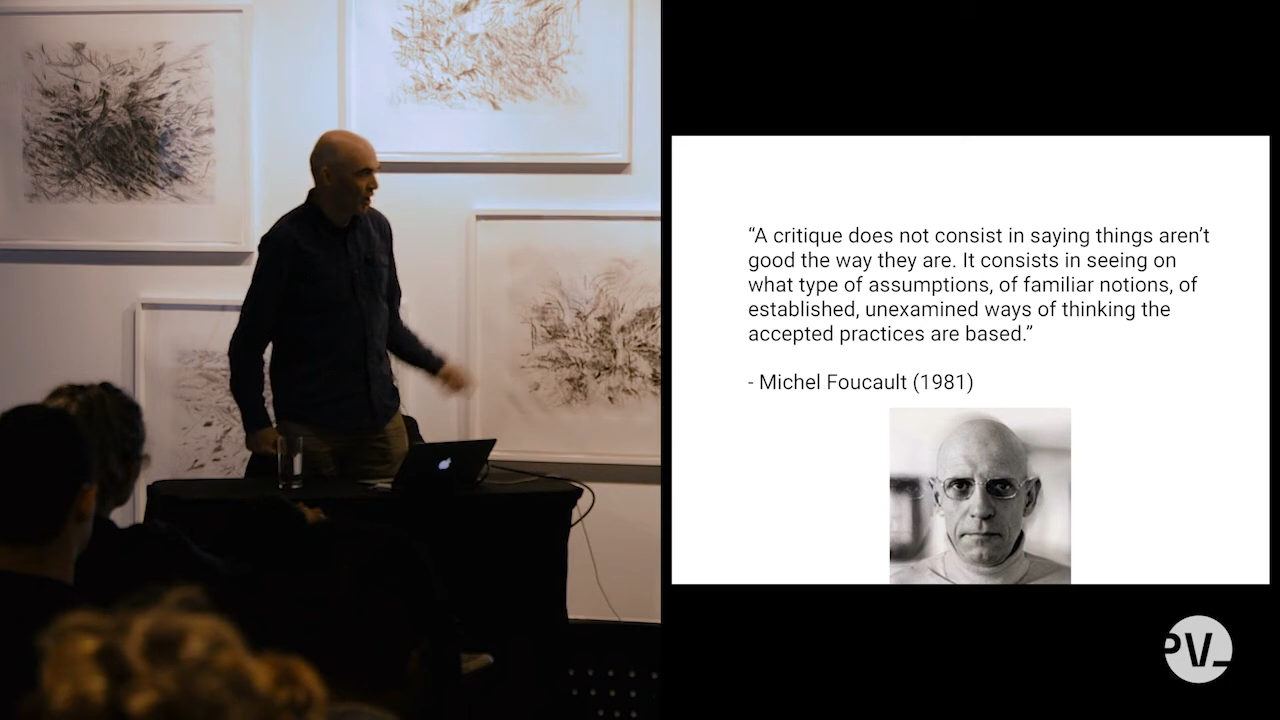 “A critique does not consist in saying things aren’t
good the way they are. It consists in seeing on
what type of assumptions, of familiar notions, of
established, unexamined ways of thinking the
accepted practices are based.”
- Michel Foucault (1981)
PV_